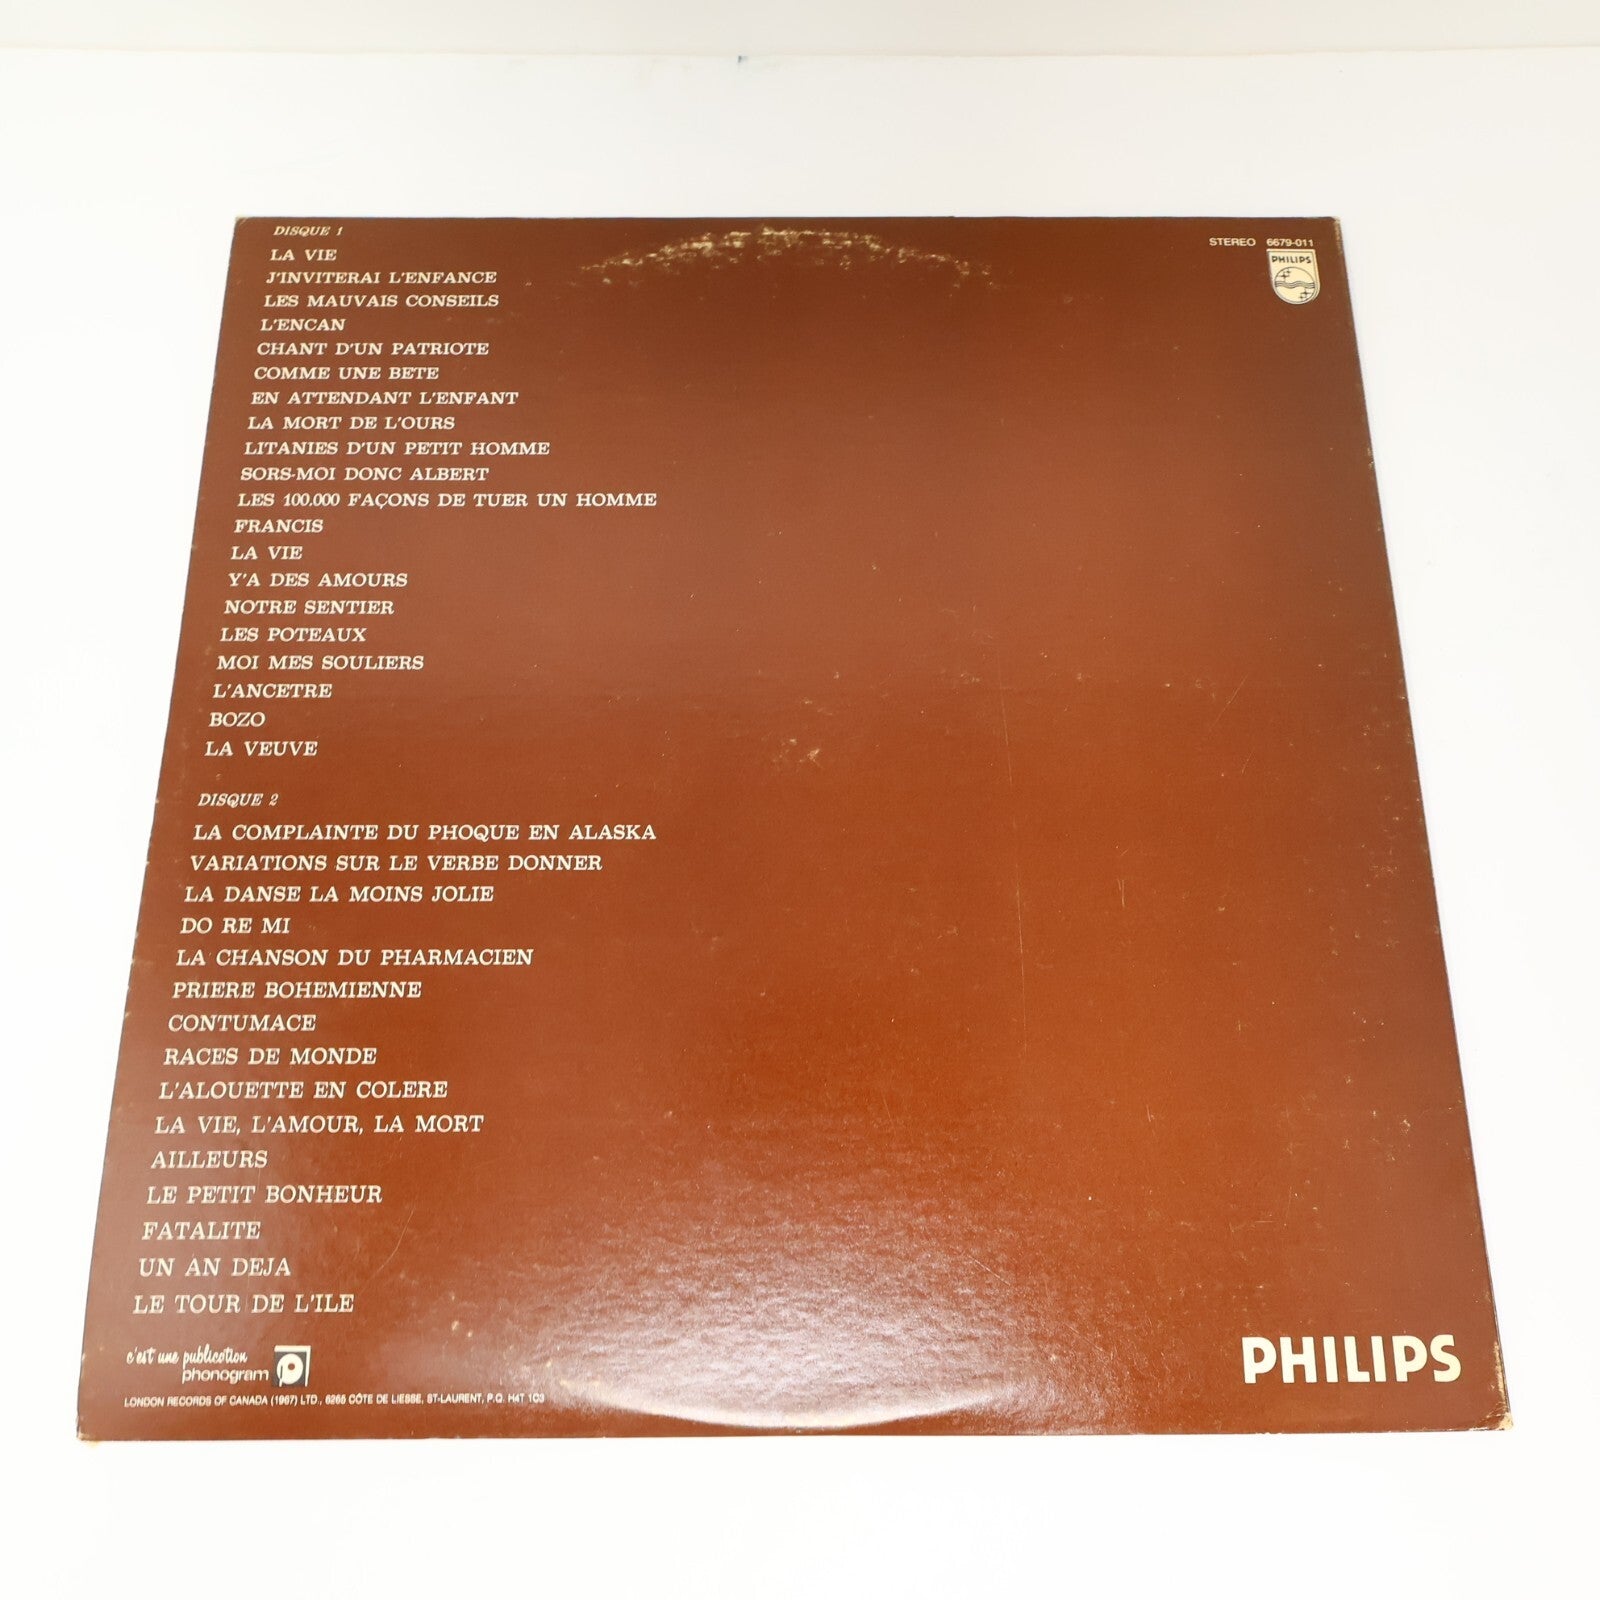 DISQUE 1
LA VIE
J'INVITERAI L'ENFANCE
LES MAUVAIS CONSEILS
L'ENCAN
CHANT D'UN PATRIOTE
COMME UNE BETE
EN ATTENDANT L'ENFANT
LA MORT DE L'OURS
LITANIES D'UN PETIT HOMME
SORS-MOI DONC ALBERT
LES 100.000 FAÇONS DE TUER UN HOMME
FRANCIS
LA VIE
Y'A DES AMOURS
NOTRE SENTIER
LES POTEAUX
MOI MES SOULIERS
L'ANCETRE
BOZO
LA VEUVE
STEREO 6679-011
PHILIPS
DISQUE 2
LA COMPLAINTE DU PHOQUE EN ALASKA
VARIATIONS SUR LE VERBE DONNER
LA DANSE LA MOINS JOLIE
DO RE MI
LA CHANSON DU PHARMACIEN
PRIERE BOHEMIENNE
CONTUMACE
RACES DE MONDE
L'ALOUETTE EN COLERE
LA VIE, L'AMOUR, LA MORT
AILLEURS
LE PETIT BONHEUR
FATALITE
UN AN DEJA
LE TOUR DE L'ILE
c'est une publication
phonogram
LONDON RECORDS OF CANADA (1967) LTD., 6265 CÔTE DE LIESSE, ST-LAURENT, P.Q. H4T 1C3
PHILIPS